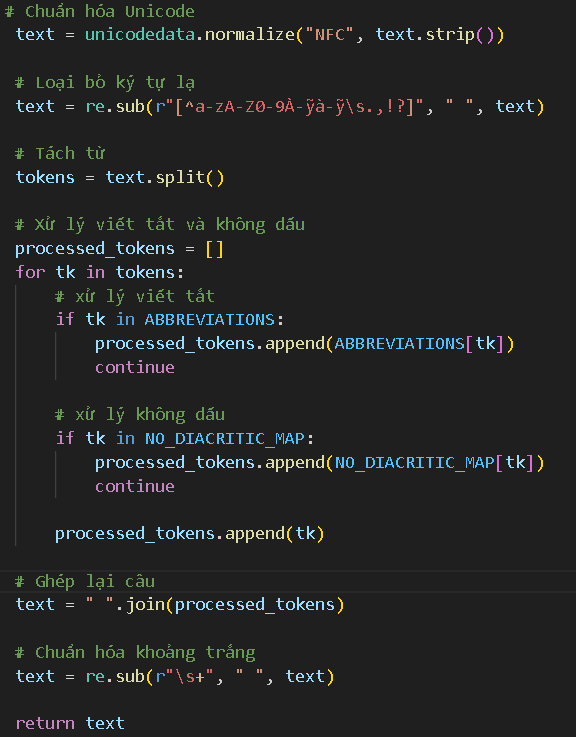 # Chuẩn hóa Unicode
text = unicodedata.normalize("NFC", text.strip())
# Loại bỏ ký tự lạ
text = re.sub(r"[^a-zA-Z0-9À-ỹà-ỹ\s.,!?]", " ", text)
# Tách từ
tokens = text.split()
# Xử lý viết tắt và không dấu
processed_tokens = []
for tk in tokens:
# xử lý viết tắt
if tk in ABBREVIATIONS:
processed_tokens.append(ABBREVIATIONS[tk])
continue
# xử lý không dấu
if tk in NO_DIACRITIC_MAP:
processed_tokens.append(NO_DIACRITIC_MAP[tk])
continue
processed_tokens.append(tk)
# Ghép lại câu
text = " ".join(processed_tokens)
# Chuẩn hóa khoảng trắng
text = re.sub(r"\s+", " ", text)
return text